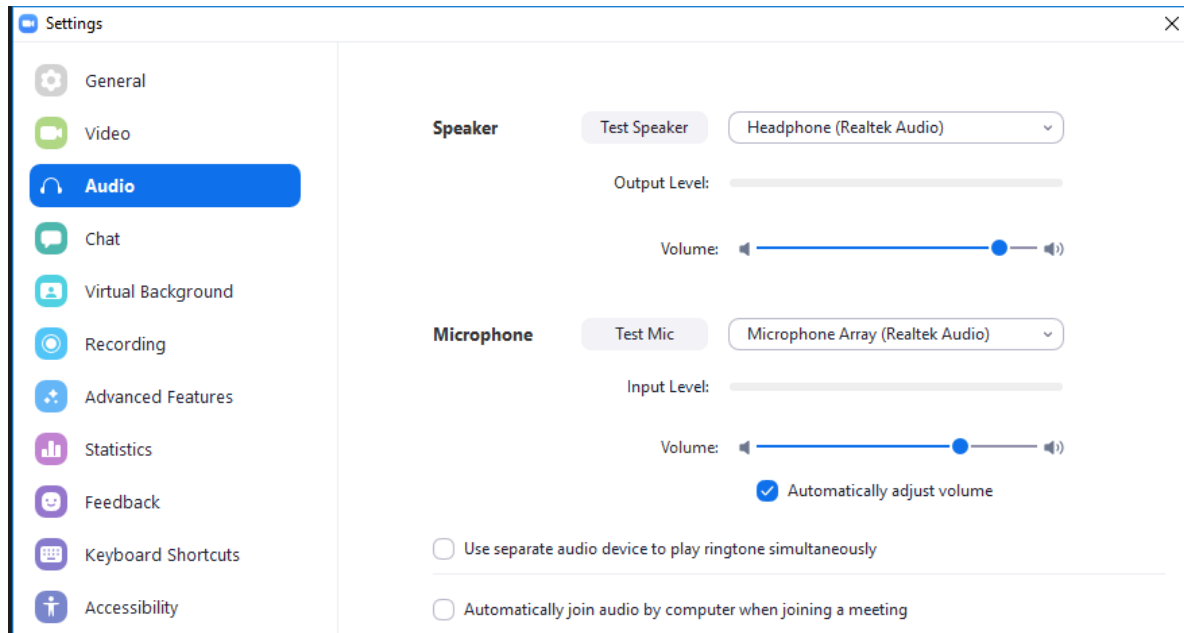 Settings
General
Video
Audio
Chat
Virtual Background
Recording
Advanced Features
Statistics
Feedback
Keyboard Shortcuts
Accessibility
Speaker
Test Speaker
Headphone (Realtek Audio)
Output Level:
Volume:
Microphone
Test Mic
Microphone Array (Realtek Audio)
Input Level:
Volume:
Automatically adjust volume
Use separate audio device to play ringtone simultaneously
Automatically join audio by computer when joining a meeting